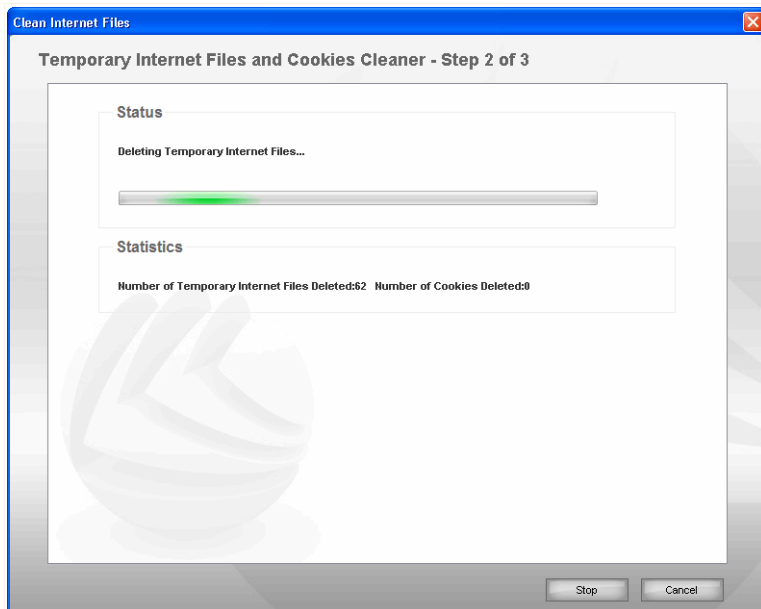 Clean Internet Files
Temporary Internet Files and Cookies Cleaner - Step 2 of 3
Status
Deleting Temporary Internet Files...
Statistics
Number of Temporary Internet Files Deleted:62 Number of Cookies Deleted:0
Stop Cancel